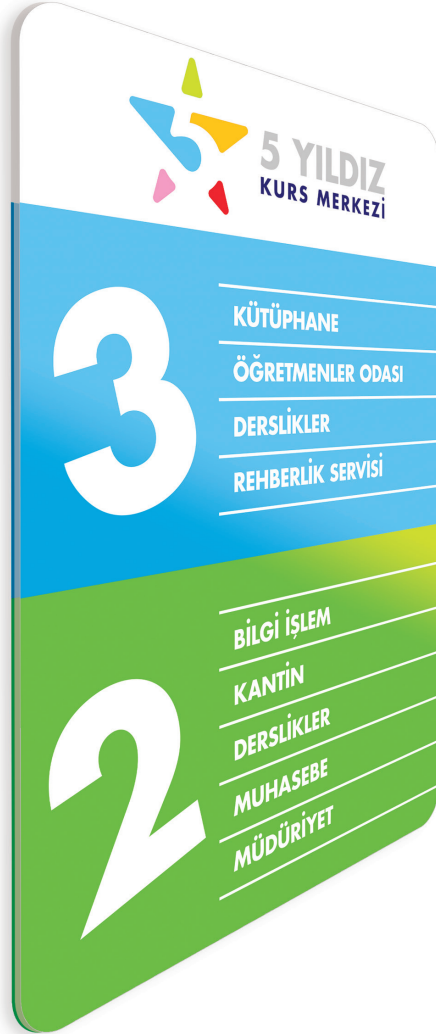 5
5 YILDIZ
KURS MERKEZİ
3
KÜTÜPHANE
ÖĞRETMENLER ODASI
DERSLİKLER
REHBERLİK SERVİSİ
2
BİLGİ İŞLEM
KANTİN
DERSLİKLER
MUHASEBE
MÜDÜRİYET